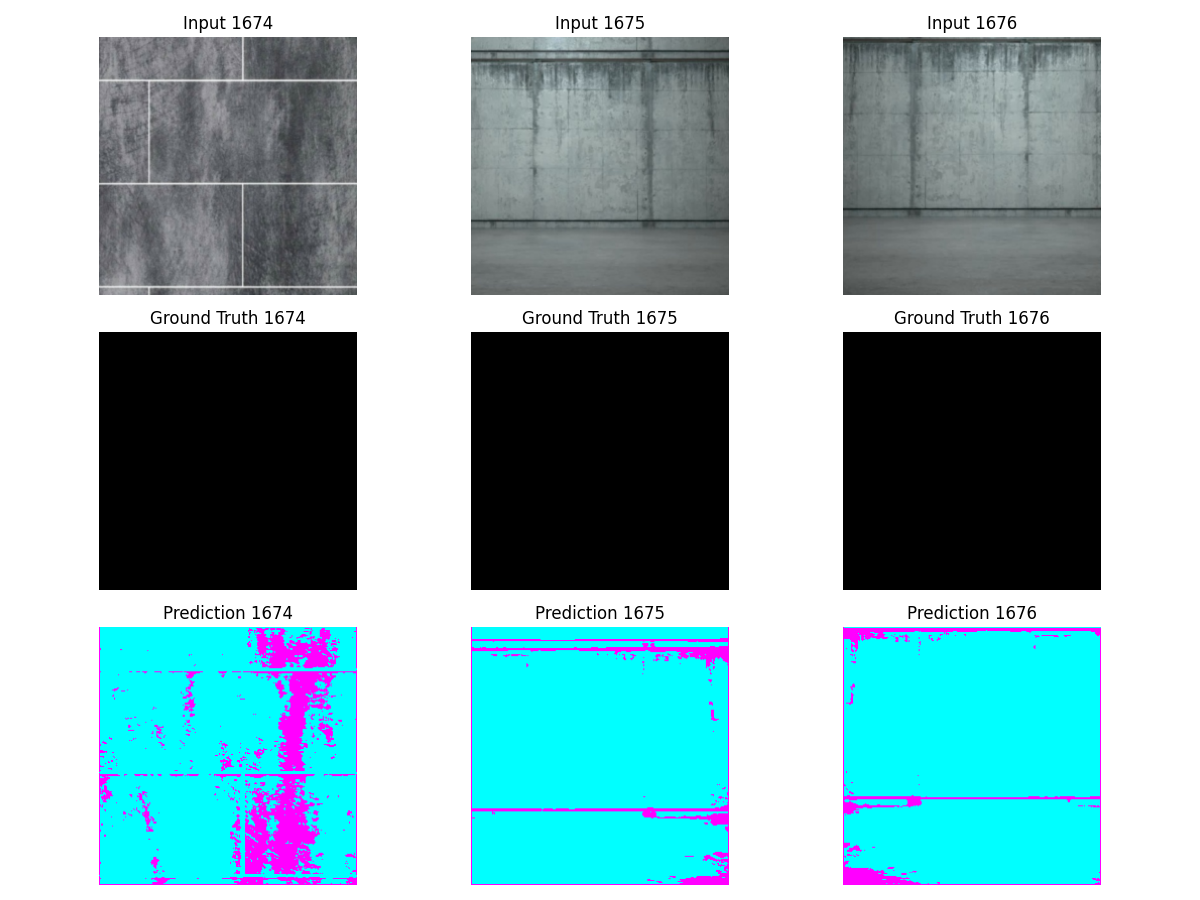 Input 1674
Input 1675
Input 1676
Ground Truth 1674
Ground Truth 1675
Ground Truth 1676
Prediction 1674
Prediction 1675
Prediction 1676